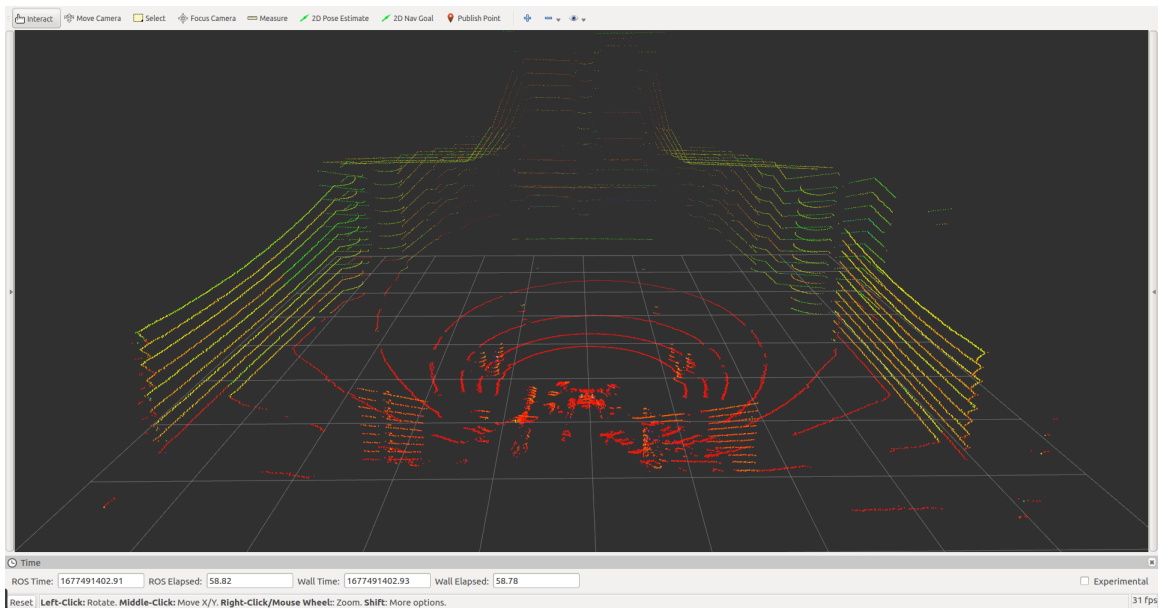 Interact Move Camera Select Focus Camera Measure 2D Pose Estimate 2D Nav Goal Publish Point
Time
ROS Time: 1677491402.91 ROS Elapsed: 58.82 Wall Time: 1677491402.93 Wall Elapsed: 58.78 Experimental
Reset Left-Click: Rotate. Middle-Click: Move X/Y. Right-Click/Mouse Wheel:: Zoom. Shift: More options. 31 fps